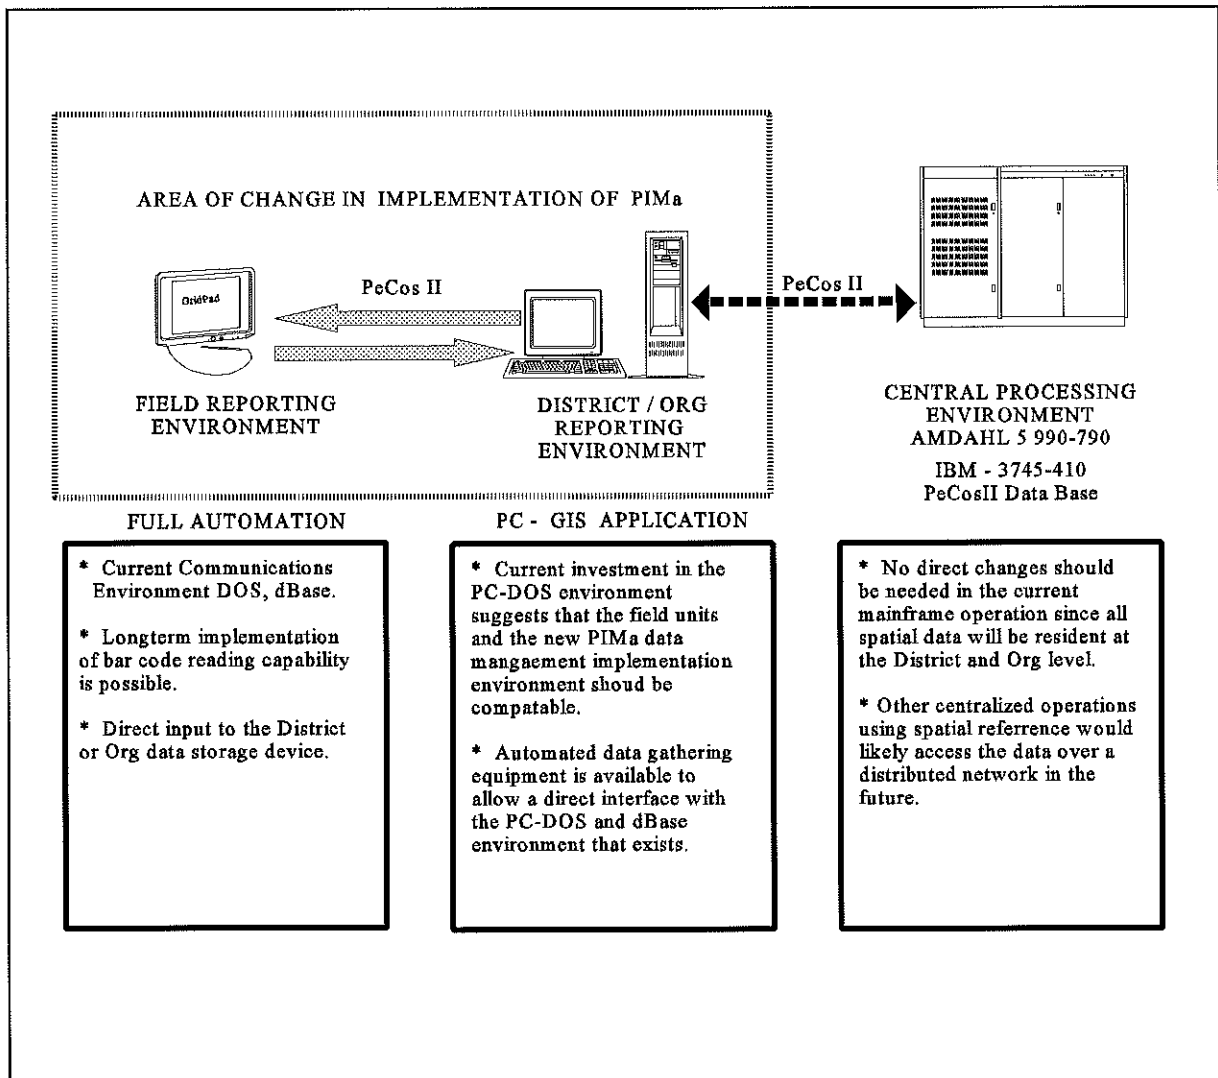 AREA OF CHANGE IN IMPLEMENTATION OF PIMa
GridPad
PeCos II
PeCos II
FIELD REPORTING
ENVIRONMENT
DISTRICT / ORG
REPORTING
ENVIRONMENT
CENTRAL PROCESSING
ENVIRONMENT
AMDAHL 5 990-790
IBM - 3745-410
PeCosII Data Base
FULL AUTOMATION
* Current Communications
Environment DOS, dBase.
* Longterm implementation
of bar code reading capability
is possible.
* Direct input to the District
or Org data storage device.
PC - GIS APPLICATION
* Current investment in the
PC-DOS environment
suggests that the field units
and the new PIMa data
mangaement implementation
environment shoud be
compatable.
* Automated data gathering
equipment is available to
allow a direct interface with
the PC-DOS and dBase
environment that exists.
* No direct changes should
be needed in the current
mainframe operation since all
spatial data will be resident at
the District and Org level.
* Other centralized operations
using spatial referrence would
likely access the data over a
distributed network in the
future.